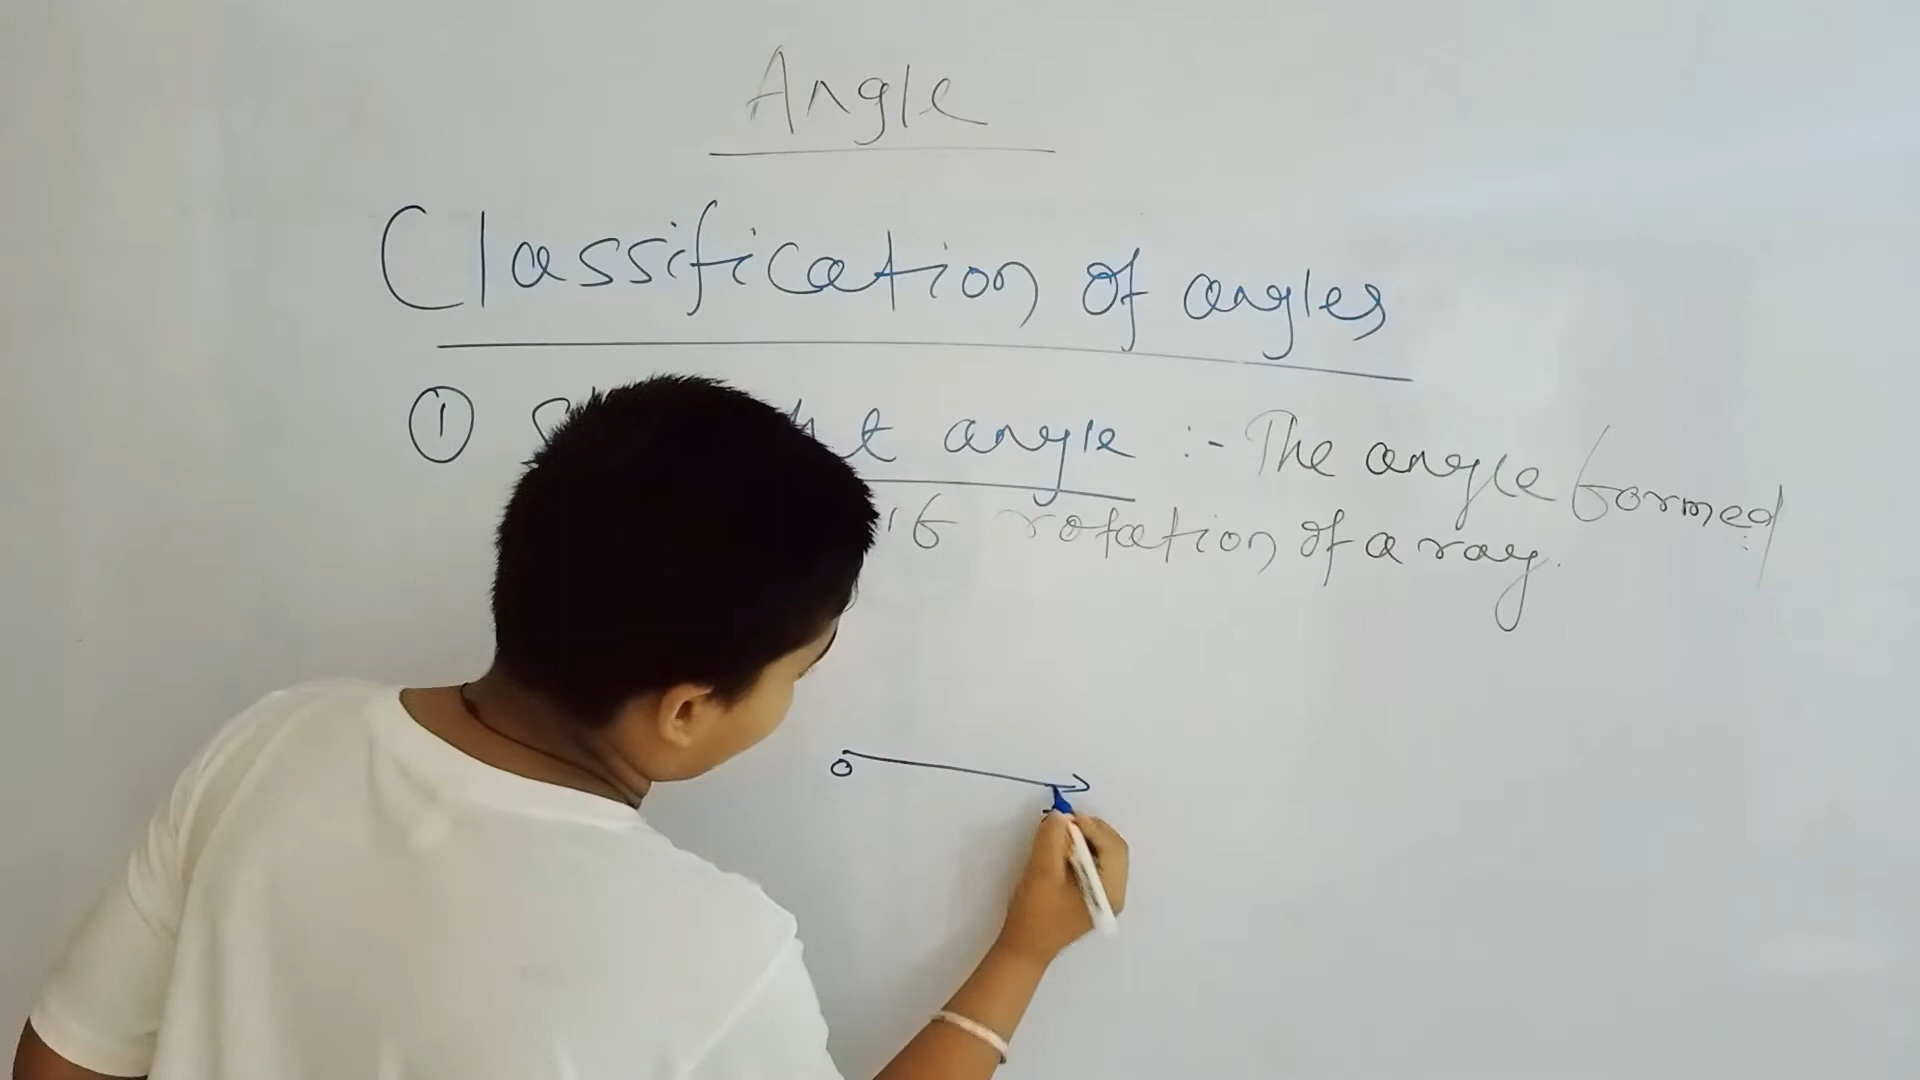 Angle
Classification of angles
① angle :- The angle formed
rotation of a ray.
O